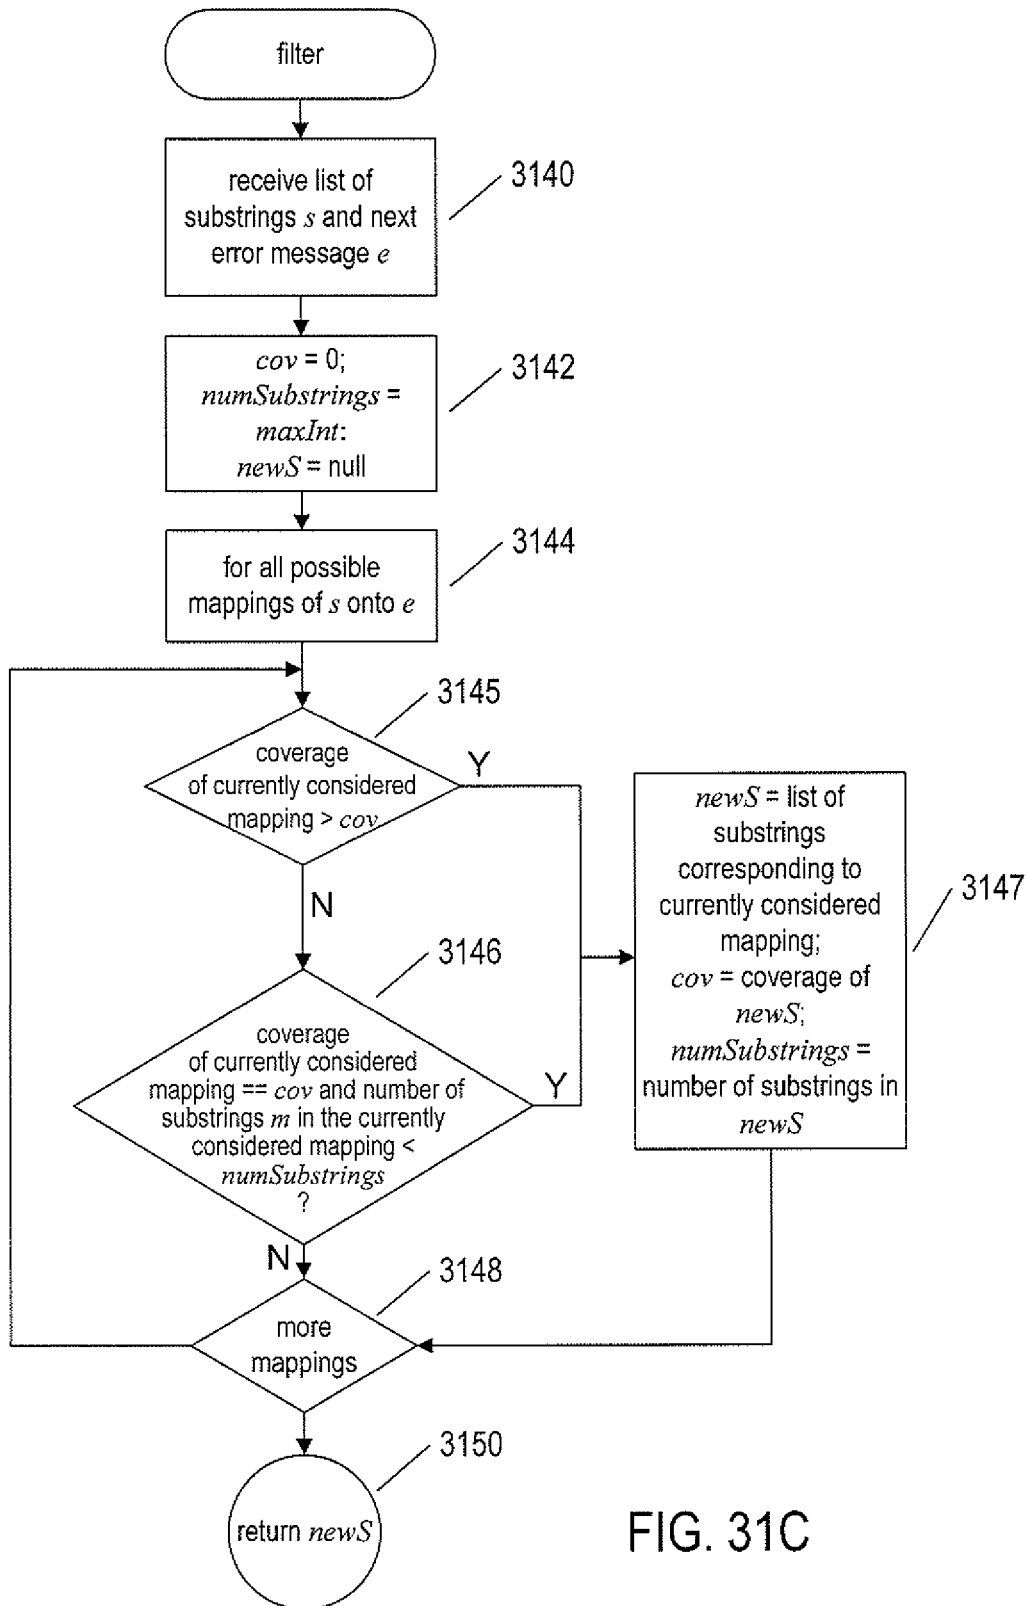 filter
receive list of
substrings s and next
error message e
3140
cov = 0;
numSubstrings =
maxInt:
newS = null
3142
for all possible
mappings of s onto e
3144
coverage
of currently considered
mapping > cov
3145
Y
N
newS = list of
substrings
corresponding to
currently considered
mapping;
cov = coverage of
newS;
numSubstrings =
number of substrings in
newS
3147
coverage
of currently considered
mapping == cov and number of
substrings m in the currently
considered mapping <
numSubstrings
?
3146
Y
N
more
mappings
3148
return newS
3150
FIG. 31C